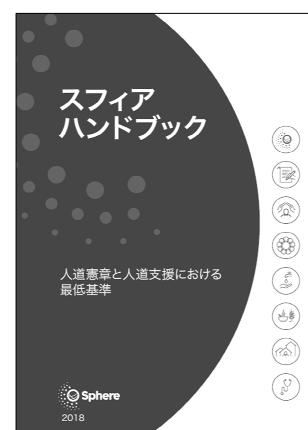 スフィア
ハンドブック
人道憲章と人道支援における
最低基準
Sphere
2018